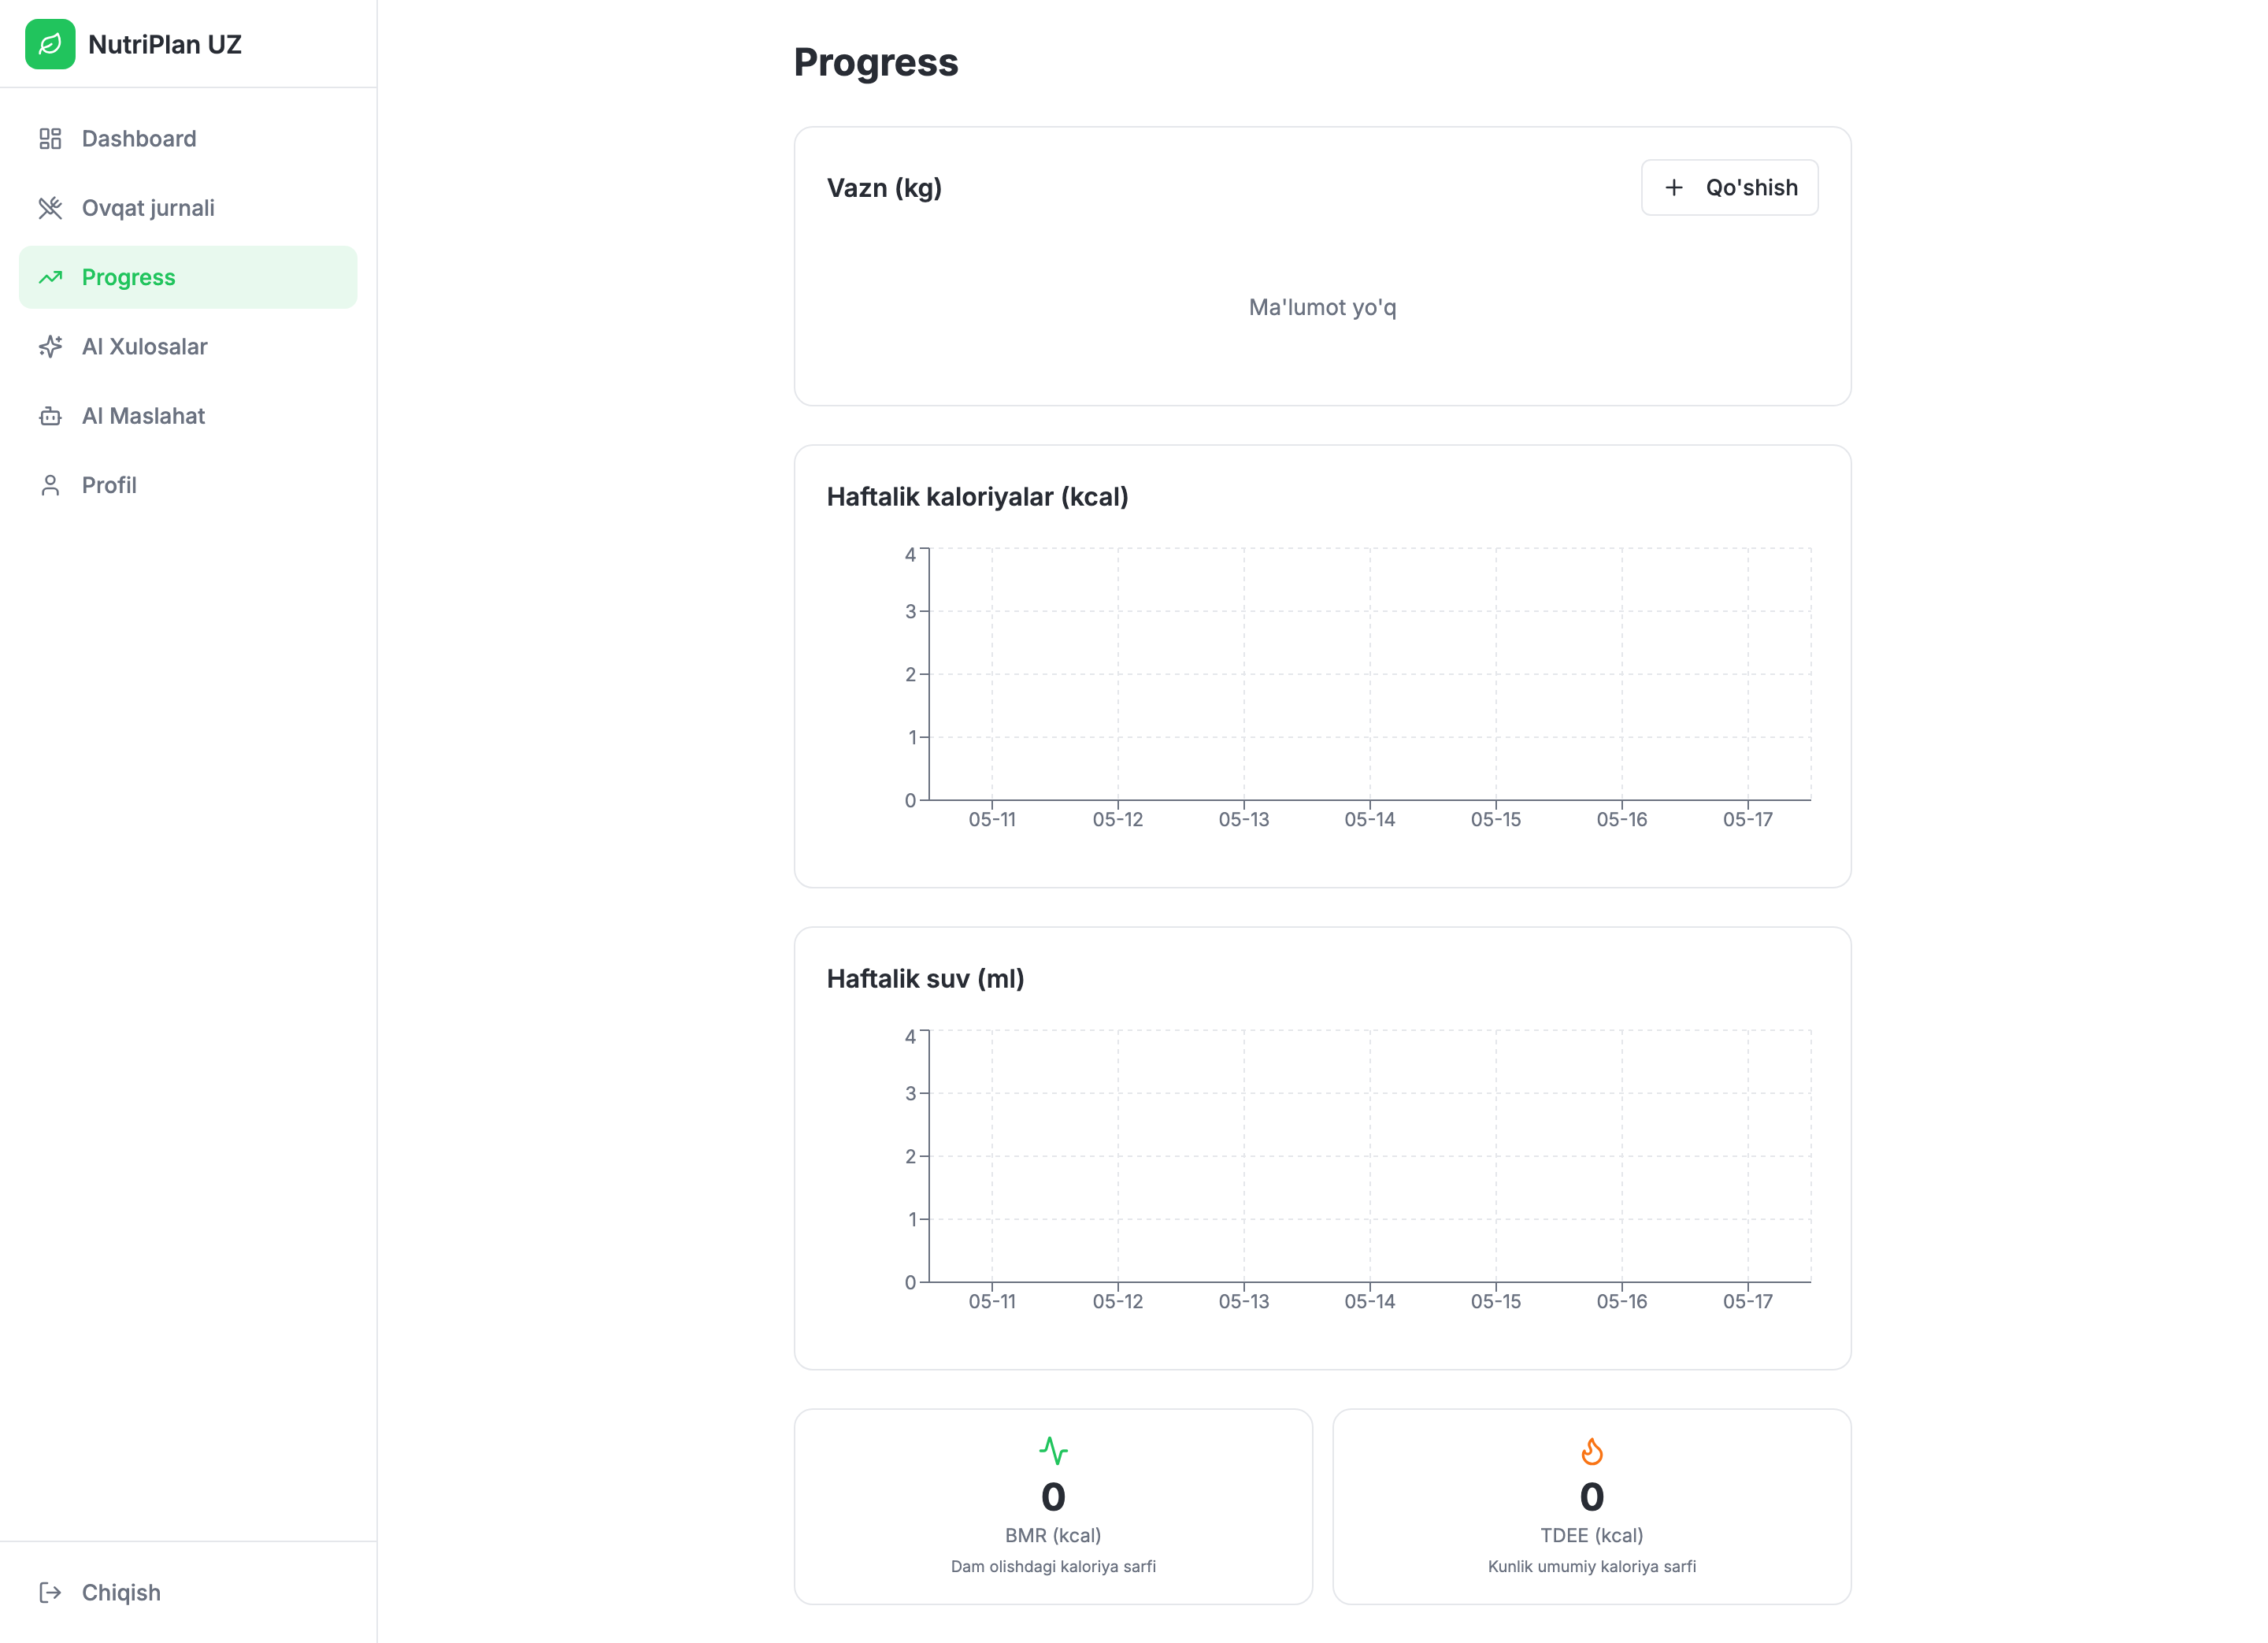 NutriPlan UZ
Dashboard
Ovqat jurnali
Progress
AI Xulosalar
AI Maslahat
Profil
Chiqish
Progress
Vazn (kg)
+ Qo'shish
Ma'lumot yo'q
Haftalik kaloriyalar (kcal)
4
3
2
1
0
05-11 05-12 05-13 05-14 05-15 05-16 05-17
Haftalik suv (ml)
4
3
2
1
0
05-11 05-12 05-13 05-14 05-15 05-16 05-17
0
BMR (kcal)
Dam olishdagi kaloriya sarfi
0
TDEE (kcal)
Kunlik umumiy kaloriya sarfi